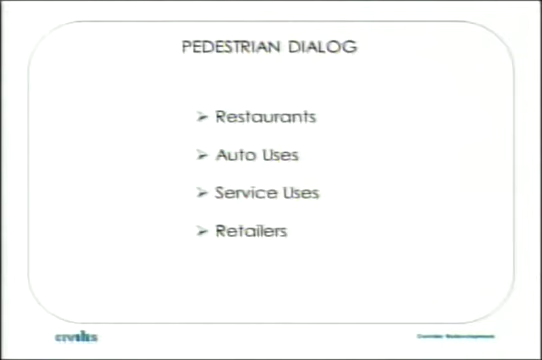 PEDESTRIAN DIALOG
➢ Restaurants
➢ Auto Uses
➢ Service Uses
➢ Retailers